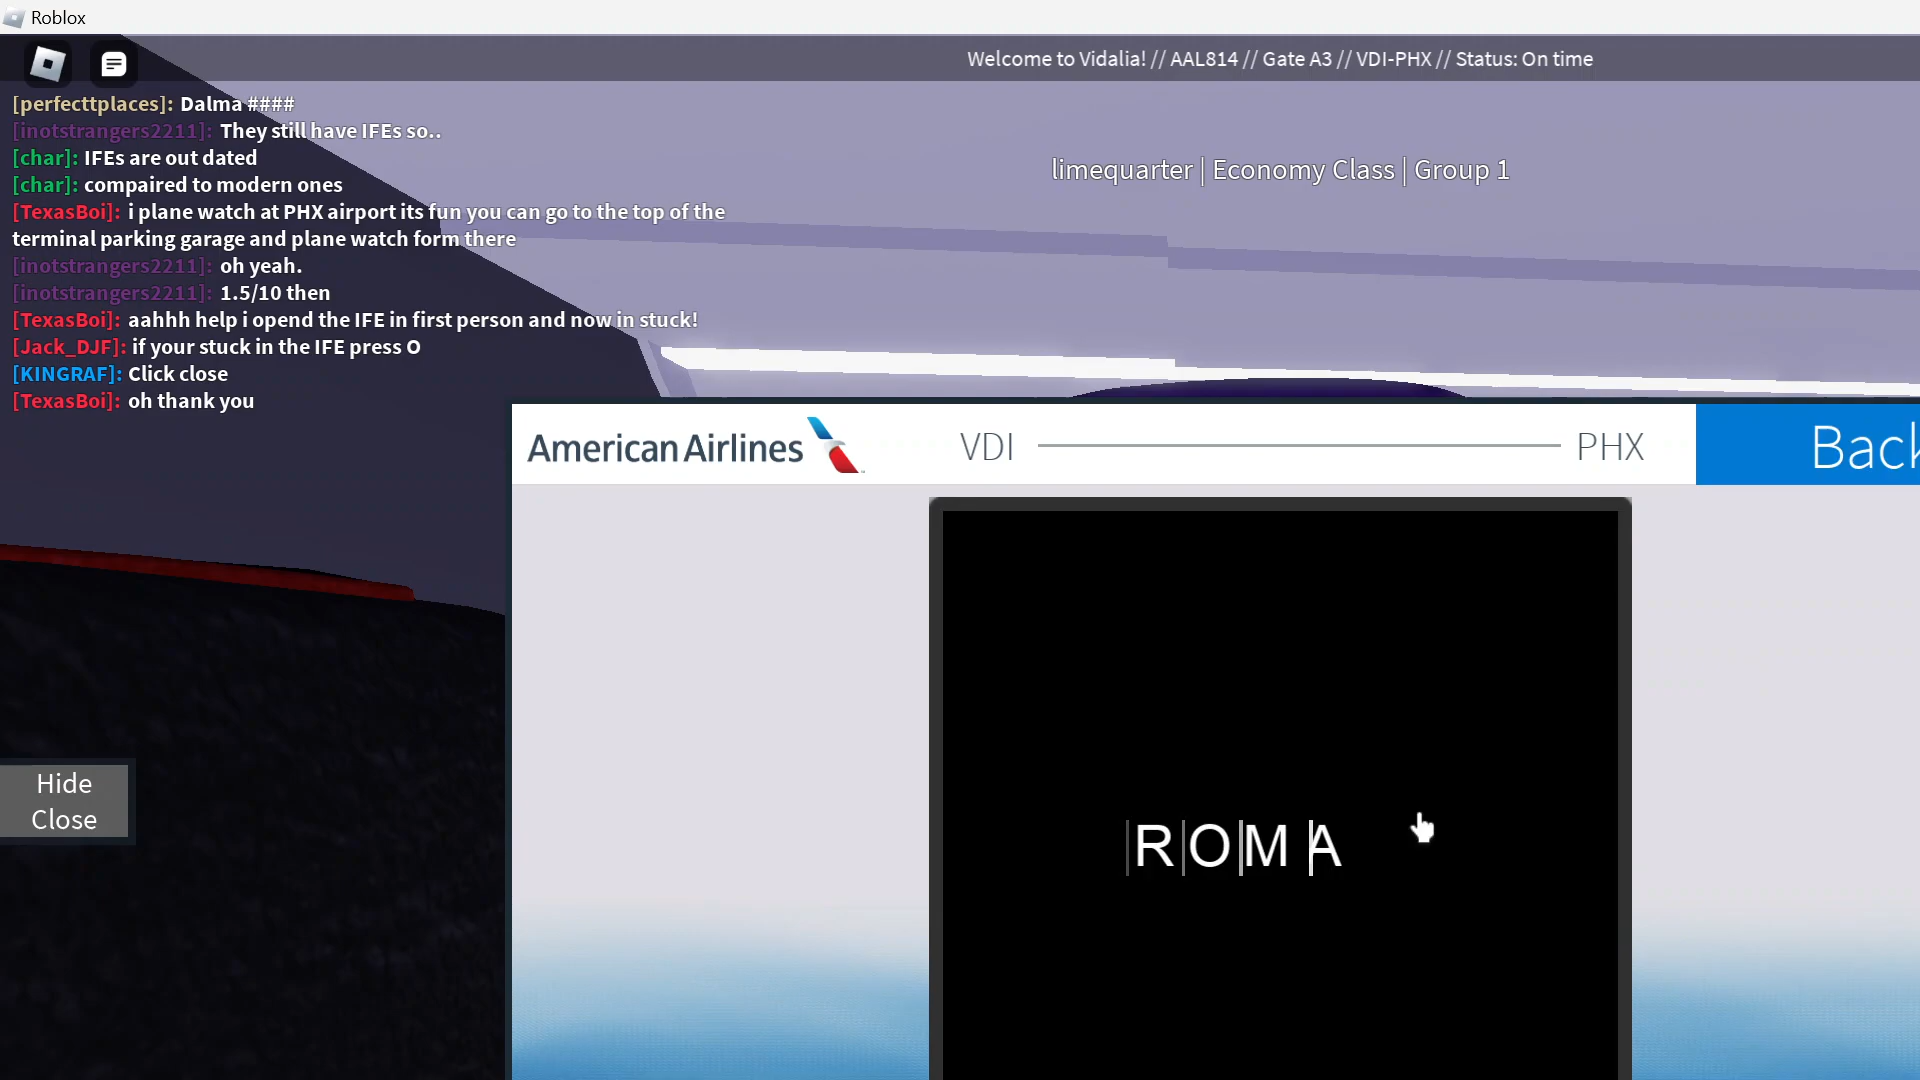 Roblox
Welcome to Vidalia! // AAL814 // Gate A3 // VDI-PHX // Status: On time
[perfecttplaces]: Dalma ####
[inotstrangers2211]: They still have IFEs so..
[char]: IFEs are out dated
[char]: compaired to modern ones
[TexasBoi]: i plane watch at PHX airport its fun you can go to the top of the
terminal parking garage and plane watch form there
[inotstrangers2211]: oh yeah.
[inotstrangers2211]: 1.5/10 then
[TexasBoi]: aahhh help i opend the IFE in first person and now in stuck!
[Jack_DJF]: if your stuck in the IFE press O
[KINGRAF]: Click close
[TexasBoi]: oh thank you
limequarter | Economy Class | Group 1
American Airlines VDI PHX Back
ROMA
Hide
Close